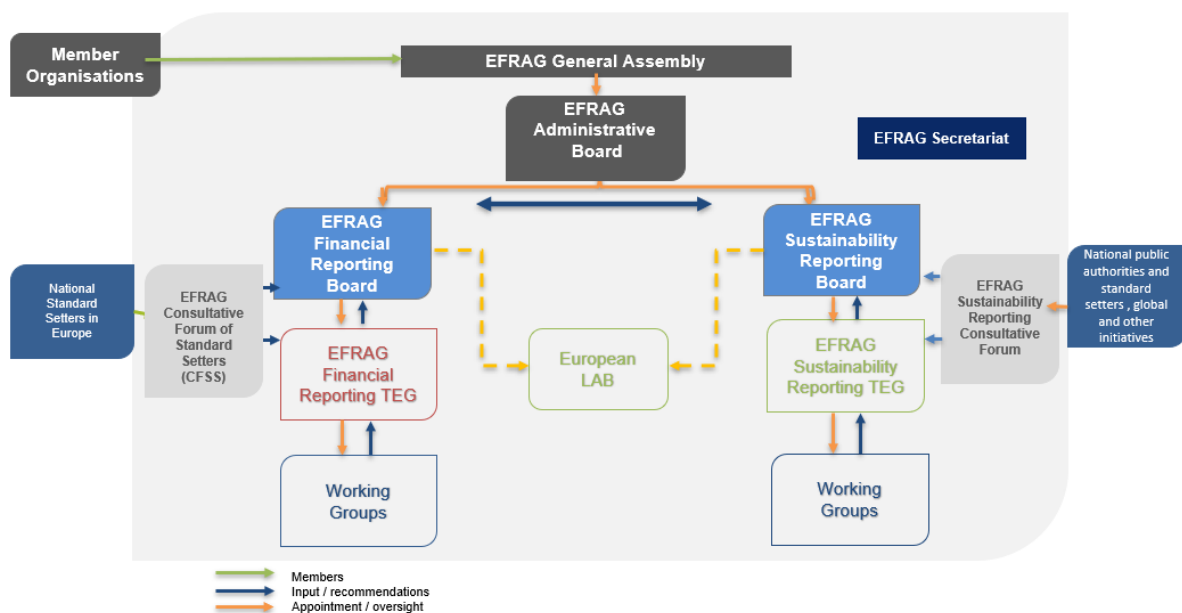 Member
Organisations
EFRAG General Assembly
EFRAG
Administrative
Board
EFRAG Secretariat
EFRAG
Financial
Reporting
Board
EFRAG
Sustainability
Reporting
Board
National
Standard
Setters in
Europe
EFRAG
Consultative
Forum of
Standard
Setters
(CFSS)
EFRAG
Sustainability
Reporting
Consultative
Forum
National public
authorities and
standard
setters , global
and other
initiatives
EFRAG
Financial
Reporting TEG
European
LAB
EFRAG
Sustainability
Reporting TEG
Working
Groups
Working
Groups
Members
Input / recommendations
Appointment / oversight